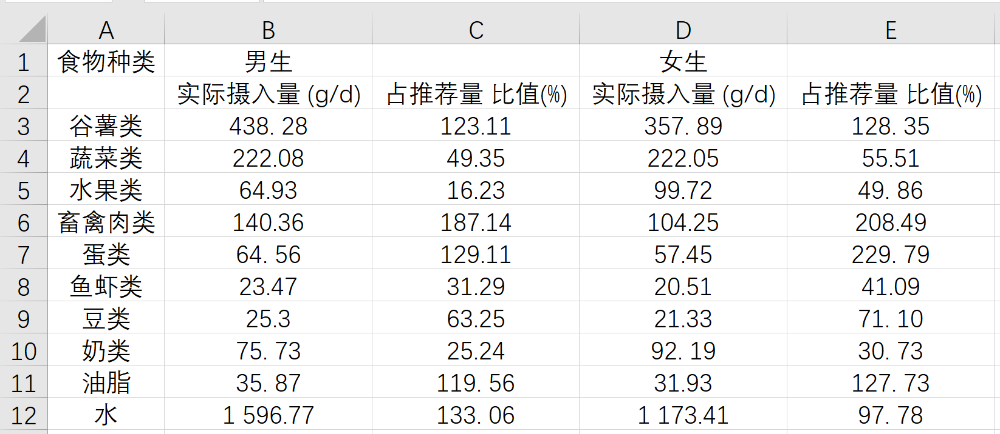 A B C D E
1 食物种类 男生 女生
2 实际摄入量 (g/d) 占推荐量 比值(%) 实际摄入量 (g/d) 占推荐量 比值(%)
3 谷薯类 438. 28 123.11 357. 89 128. 35
4 蔬菜类 222.08 49.35 222.05 55.51
5 水果类 64.93 16.23 99.72 49. 86
6 畜禽肉类 140.36 187.14 104.25 208.49
7 蛋类 64. 56 129.11 57.45 229. 79
8 鱼虾类 23.47 31.29 20.51 41.09
9 豆类 25.3 63.25 21.33 71. 10
10 奶类 75. 73 25.24 92. 19 30. 73
11 油脂 35. 87 119. 56 31.93 127. 73
12 水 1 596.77 133. 06 1 173.41 97. 78